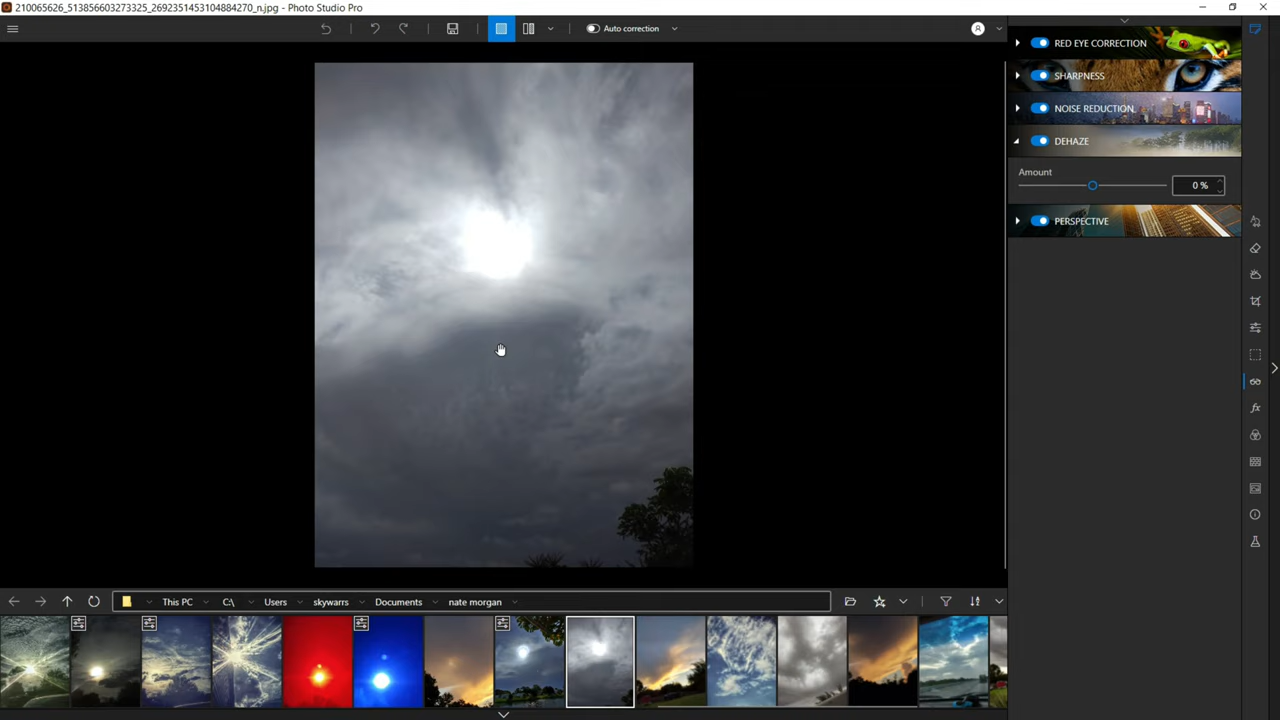 210065626_513856603273325_2692351453104884270_n.jpg - Photo Studio Pro
Auto correction
RED EYE CORRECTION
SHARPNESS
NOISE REDUCTION
DEHAZE
Amount
0 %
PERSPECTIVE
This PC
C:\
Users
skywarrs
Documents
nate morgan